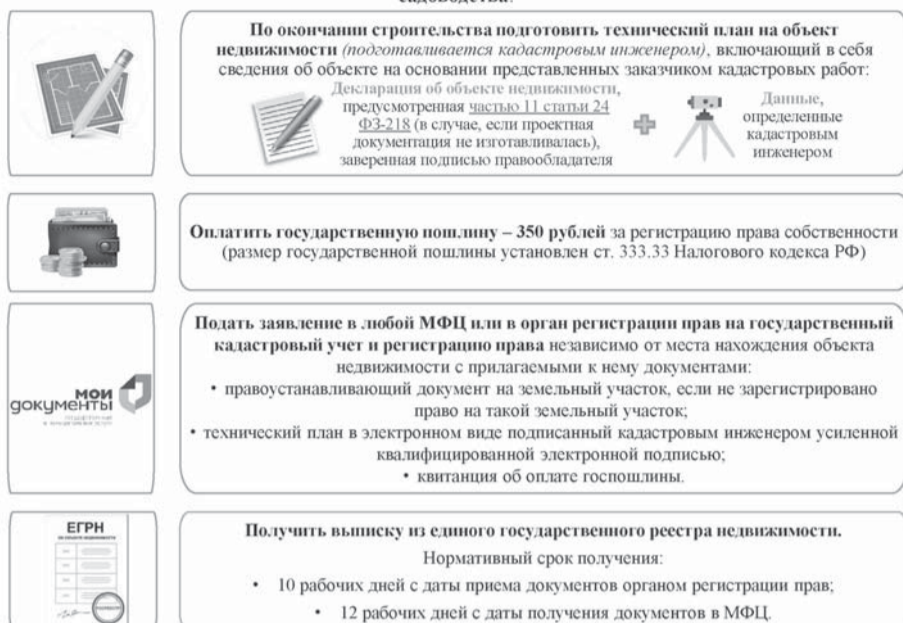 садоводства:
По окончании строительства подготовить технический план на объект
недвижимости (подготавливается кадастровым инженером), включающий в себя
сведения об объекте на основании представленных заказчиком кадастровых работ:
Декларация об объекте недвижимости,
предусмотренная частью 11 статьи 24
ФЗ-218 (в случае, если проектная
документация не изготавливалась),
заверенная подписью правообладателя
Данные,
определенные
кадастровым
инженером
Оплатить государственную пошлину – 350 рублей за регистрацию права собственности
(размер государственной пошлины установлен ст. 333.33 Налогового кодекса РФ)
мои
документы
Подать заявление в любой МФЦ или в орган регистрации прав на государственный
кадастровый учет и регистрацию права независимо от места нахождения объекта
недвижимости с прилагаемыми к нему документами:
• правоустанавливающий документ на земельный участок, если не зарегистрировано
право на такой земельный участок;
• технический план в электронном виде подписанный кадастровым инженером усиленной
квалифицированной электронной подписью;
• квитанция об оплате госпошлины.
ЕГРН
Получить выписку из единого государственного реестра недвижимости.
Нормативный срок получения:
• 10 рабочих дней с даты приема документов органом регистрации прав;
• 12 рабочих дней с даты получения документов в МФЦ.